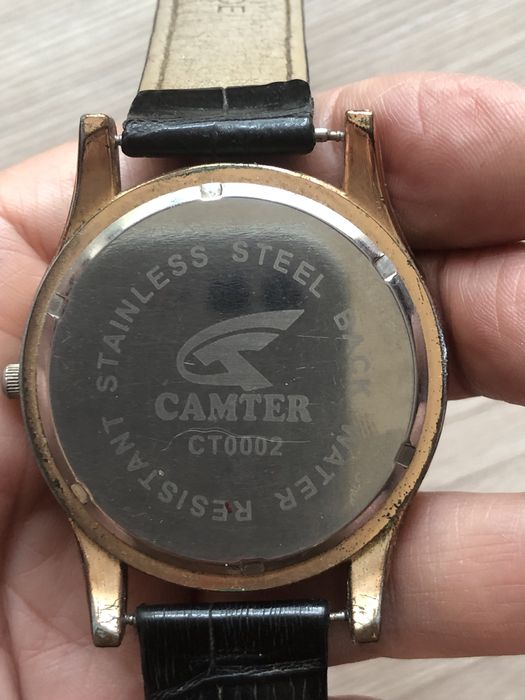 STAINLESS STEEL BACK WATER RESISTANT
CAMTER
CT0002